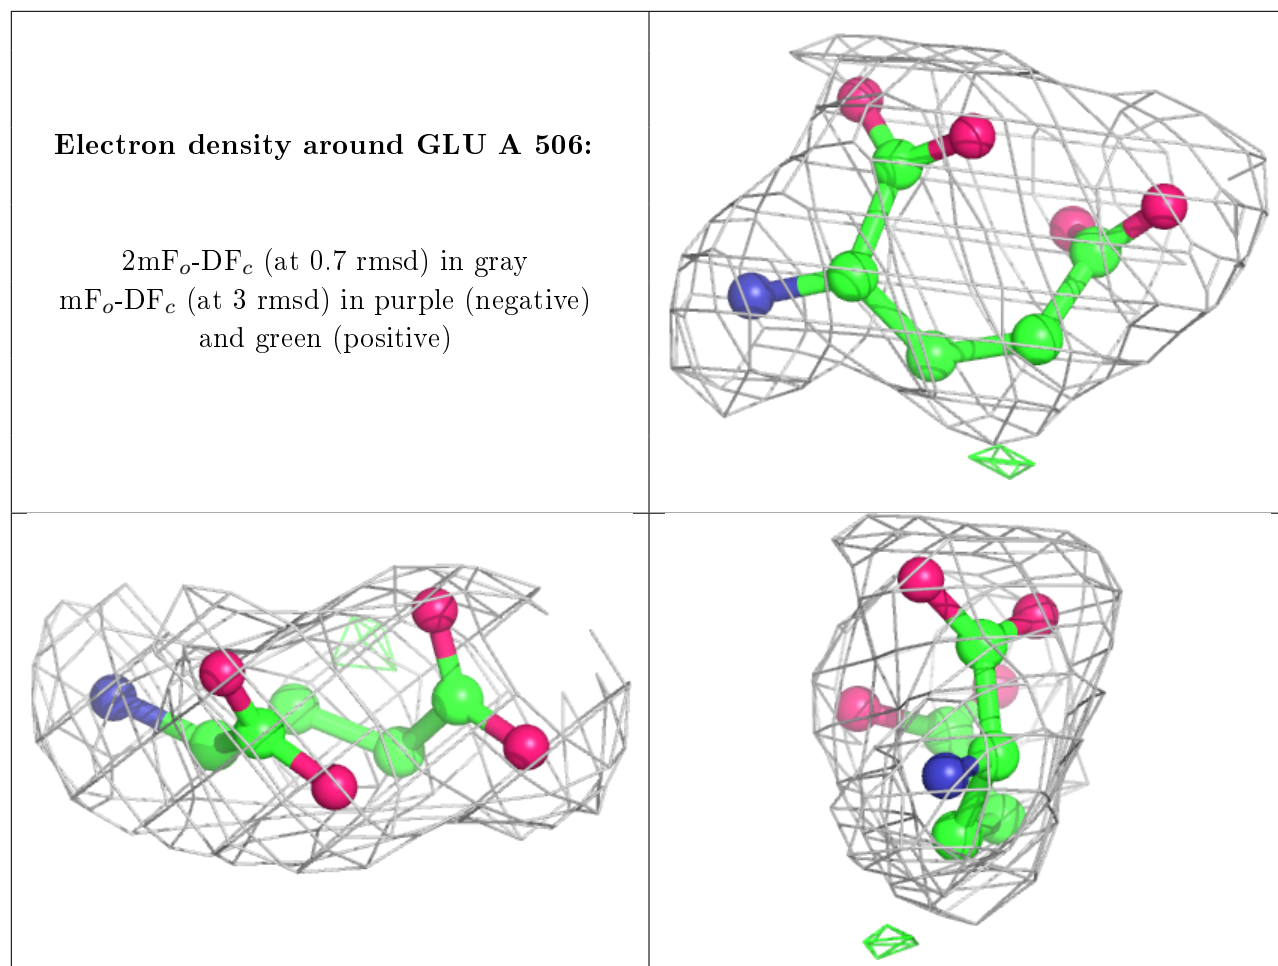 Electron density around GLU A 506:
2mFo-DFc (at 0.7 rmsd) in gray
mFo-DFc (at 3 rmsd) in purple (negative)
and green (positive)